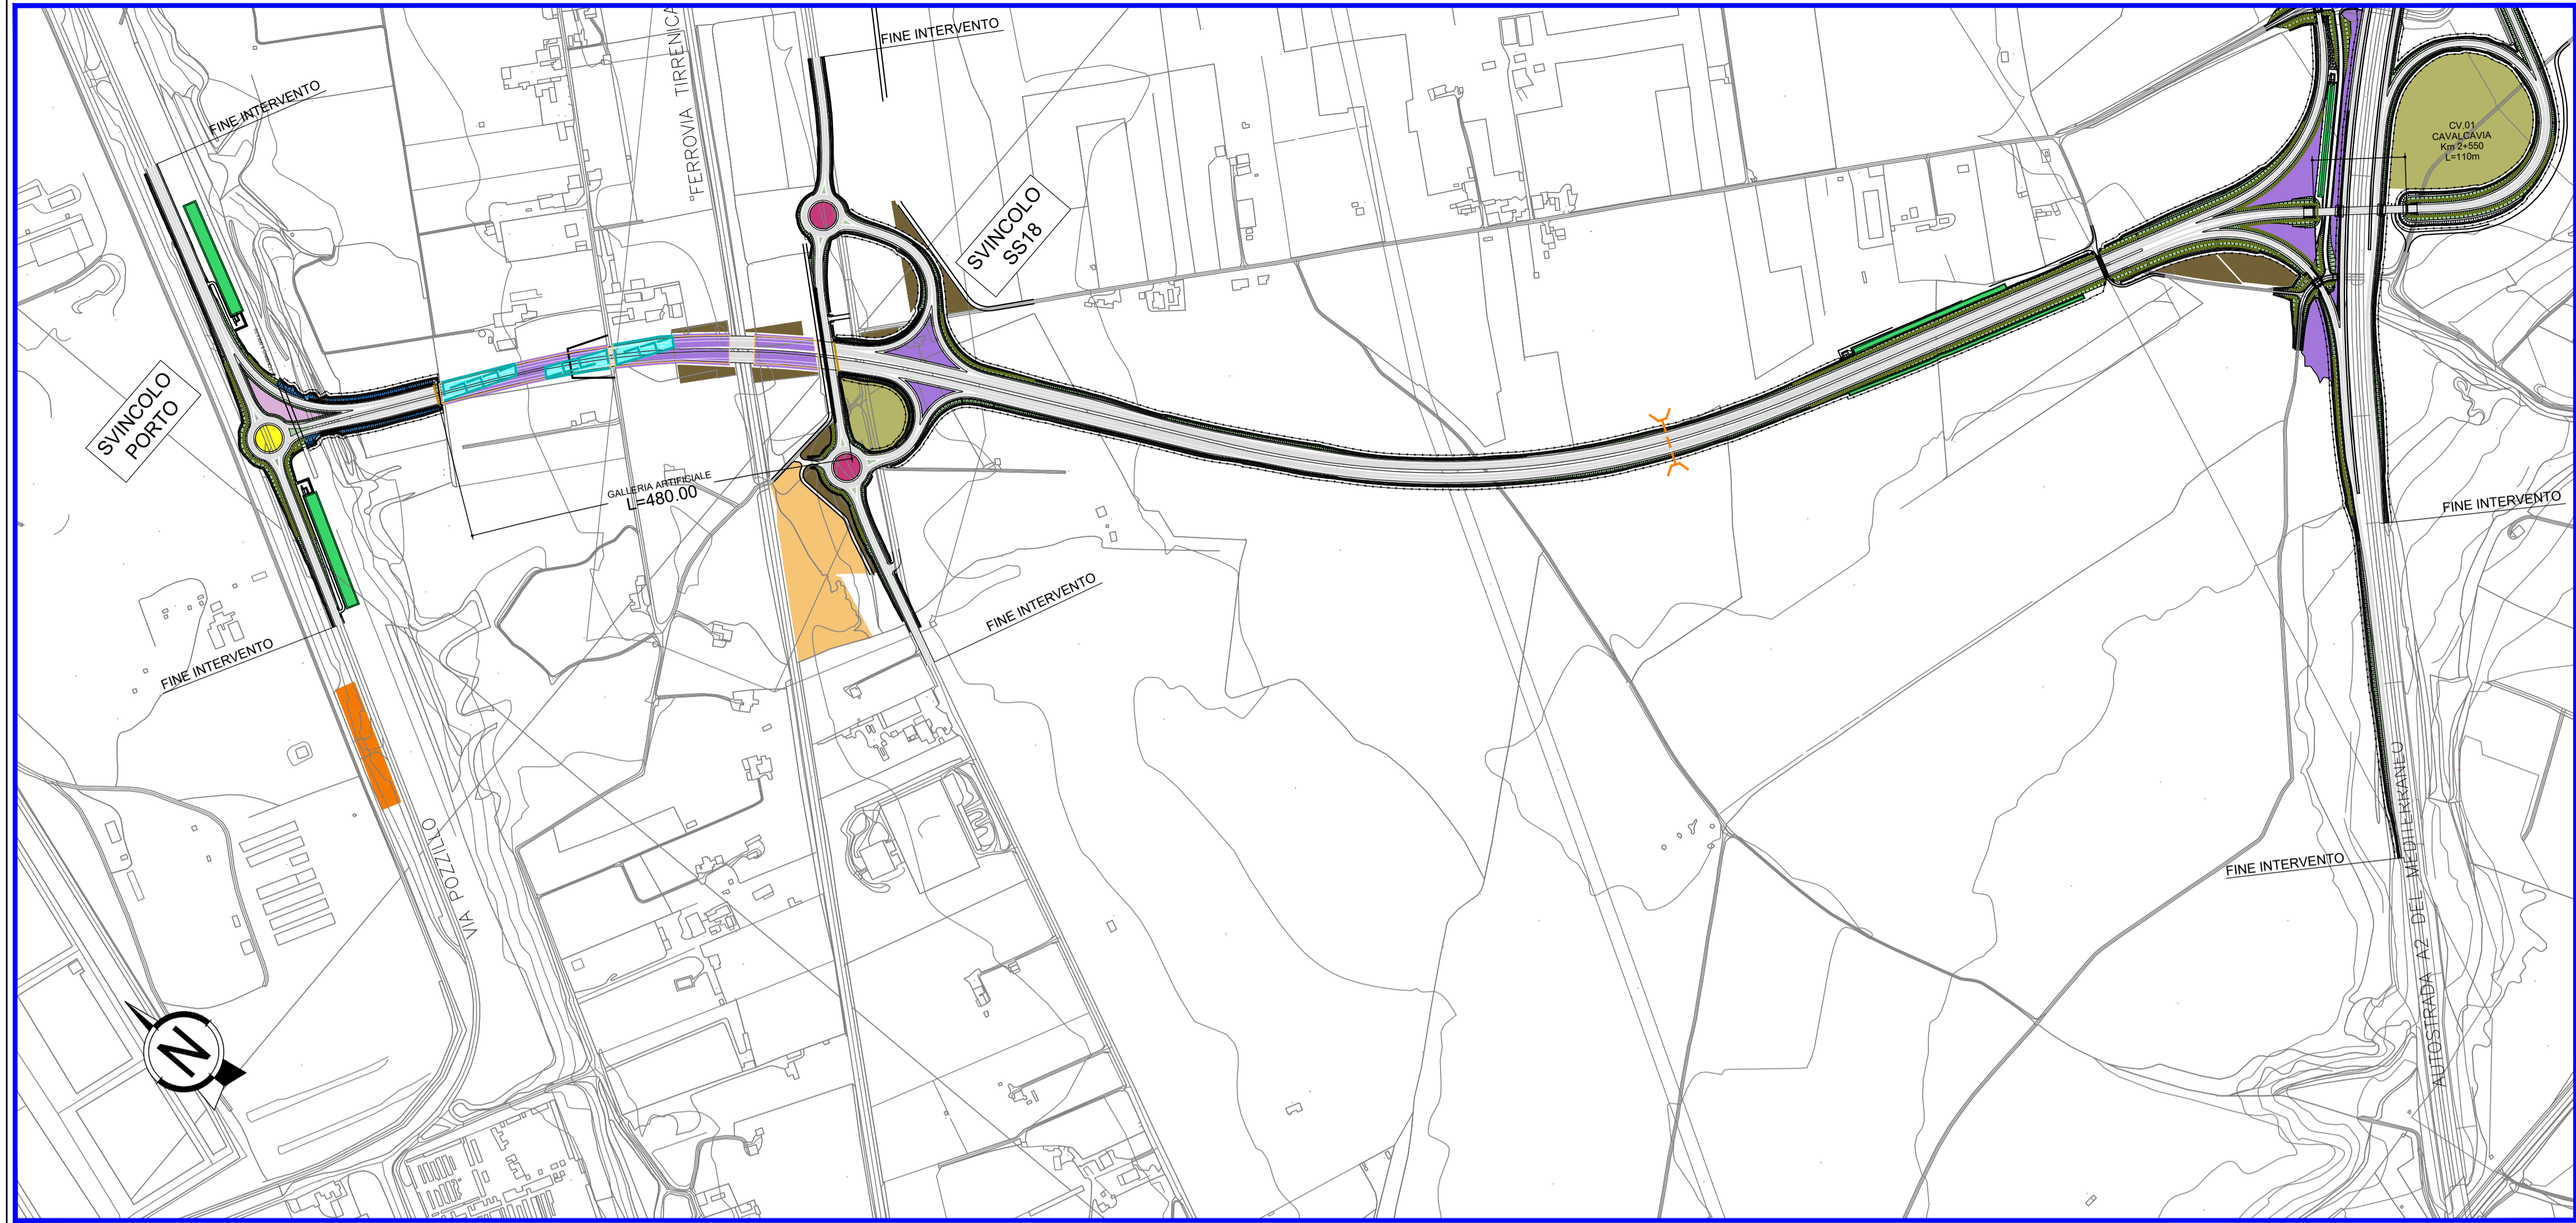 FINE INTERVENTO
FERROVIA TIRRENICA
FINE INTERVENTO
SVINCOLO
SS18
CV.01
CAVALCAVIA
Km 2+550
L=110m
SVINCOLO
PORTO
GALLERIA ARTIFICIALE
L=480.00
FINE INTERVENTO
FINE INTERVENTO
FINE INTERVENTO
FINE INTERVENTO
VIA POZZILLO
AUTOSTRADA A2 DEL MEDITERRANEO
N